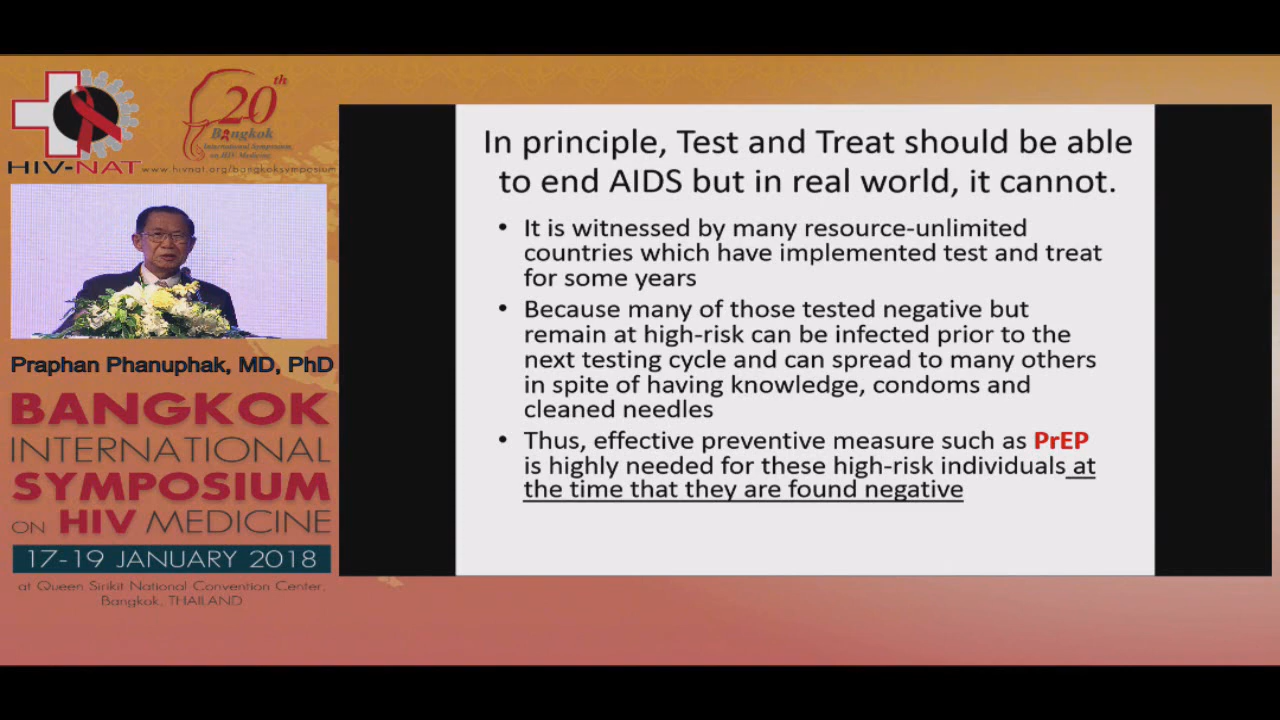 20th
Bangkok
International Symposium
on HIV Medicine
HIV-NAT
www.hivnat.org/bangkoksymposium
Praphan Phanuphak, MD, PhD
BANGKOK
INTERNATIONAL
SYMPOSIUM
ON HIV MEDICINE
17-19 JANUARY 2018
at Queen Sirikit National Convention Center,
Bangkok, THAILAND
In principle, Test and Treat should be able
to end AIDS but in real world, it cannot.
• It is witnessed by many resource-unlimited
countries which have implemented test and treat
for some years
• Because many of those tested negative but
remain at high-risk can be infected prior to the
next testing cycle and can spread to many others
in spite of having knowledge, condoms and
cleaned needles
• Thus, effective preventive measure such as PrEP
is highly needed for these high-risk individuals at
the time that they are found negative